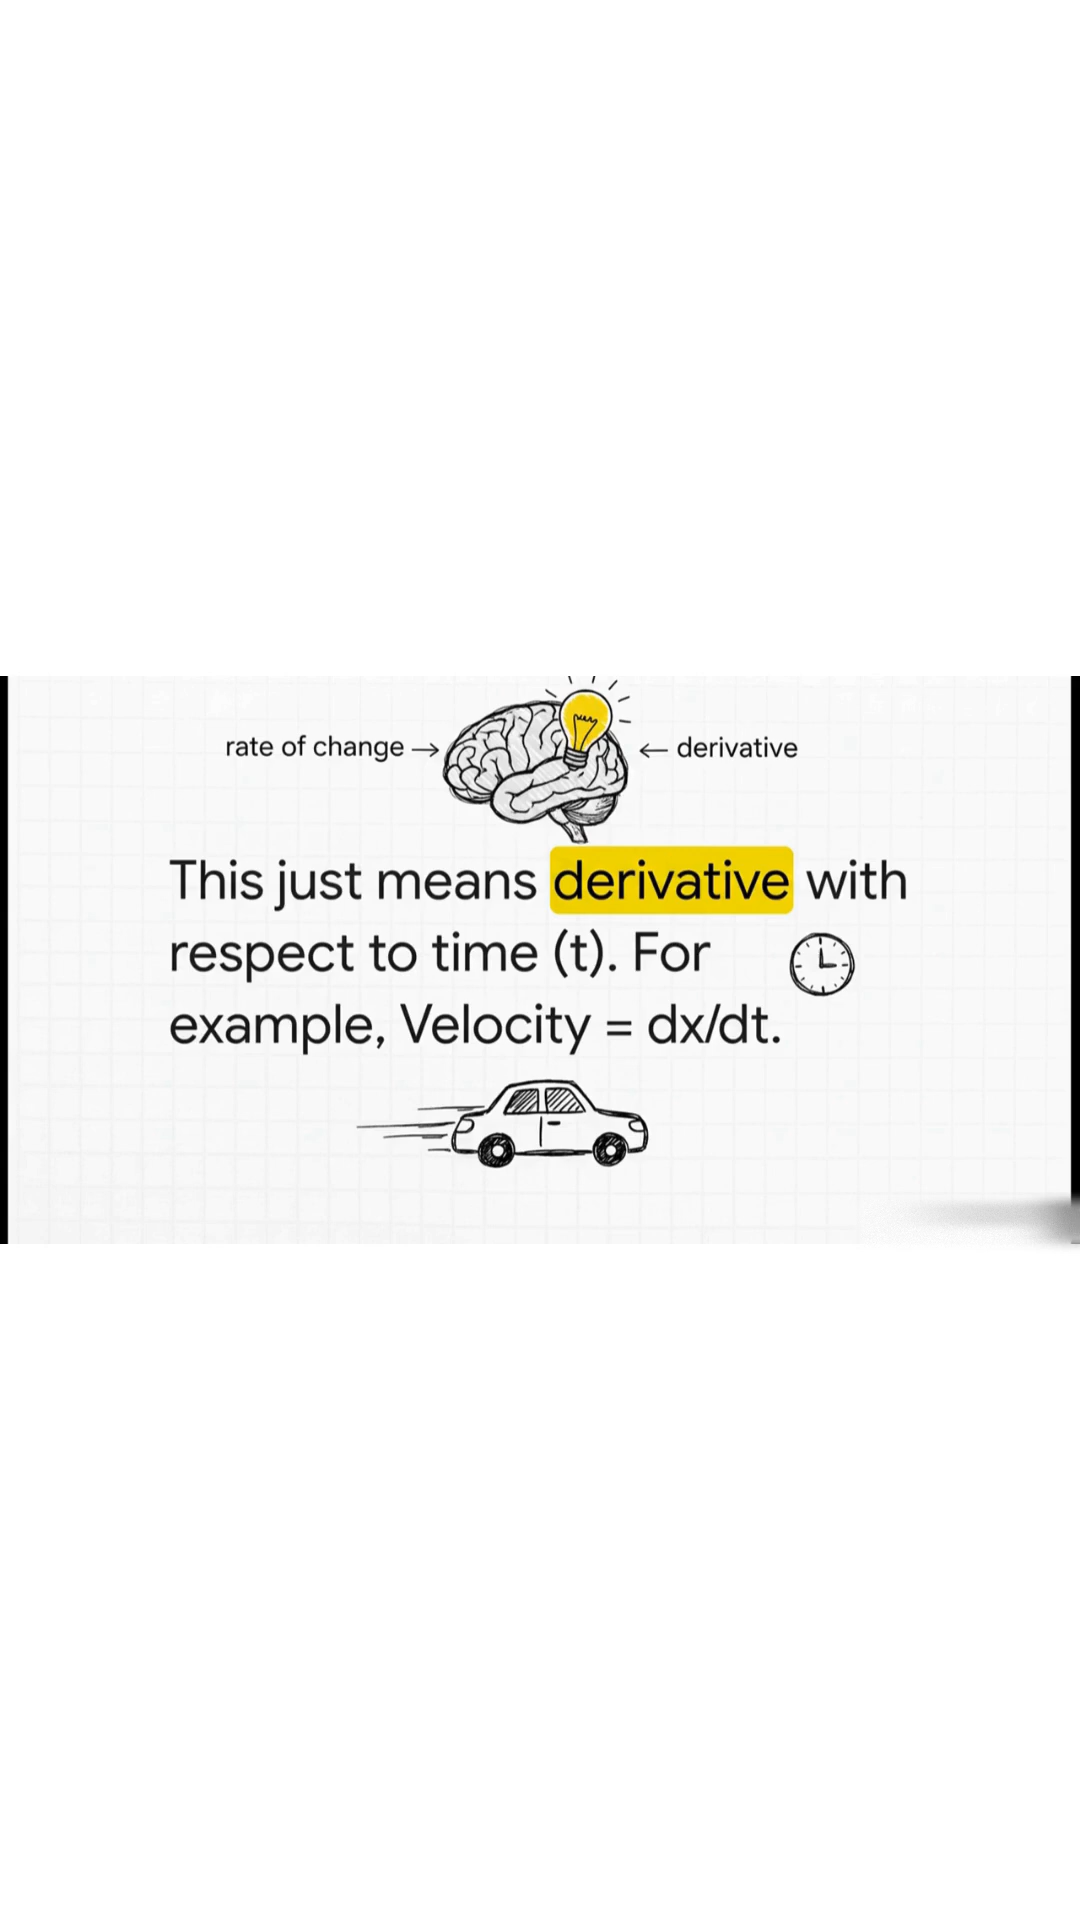 rate of change → ← derivative
This just means derivative with
respect to time (t). For
example, Velocity = dx/dt.